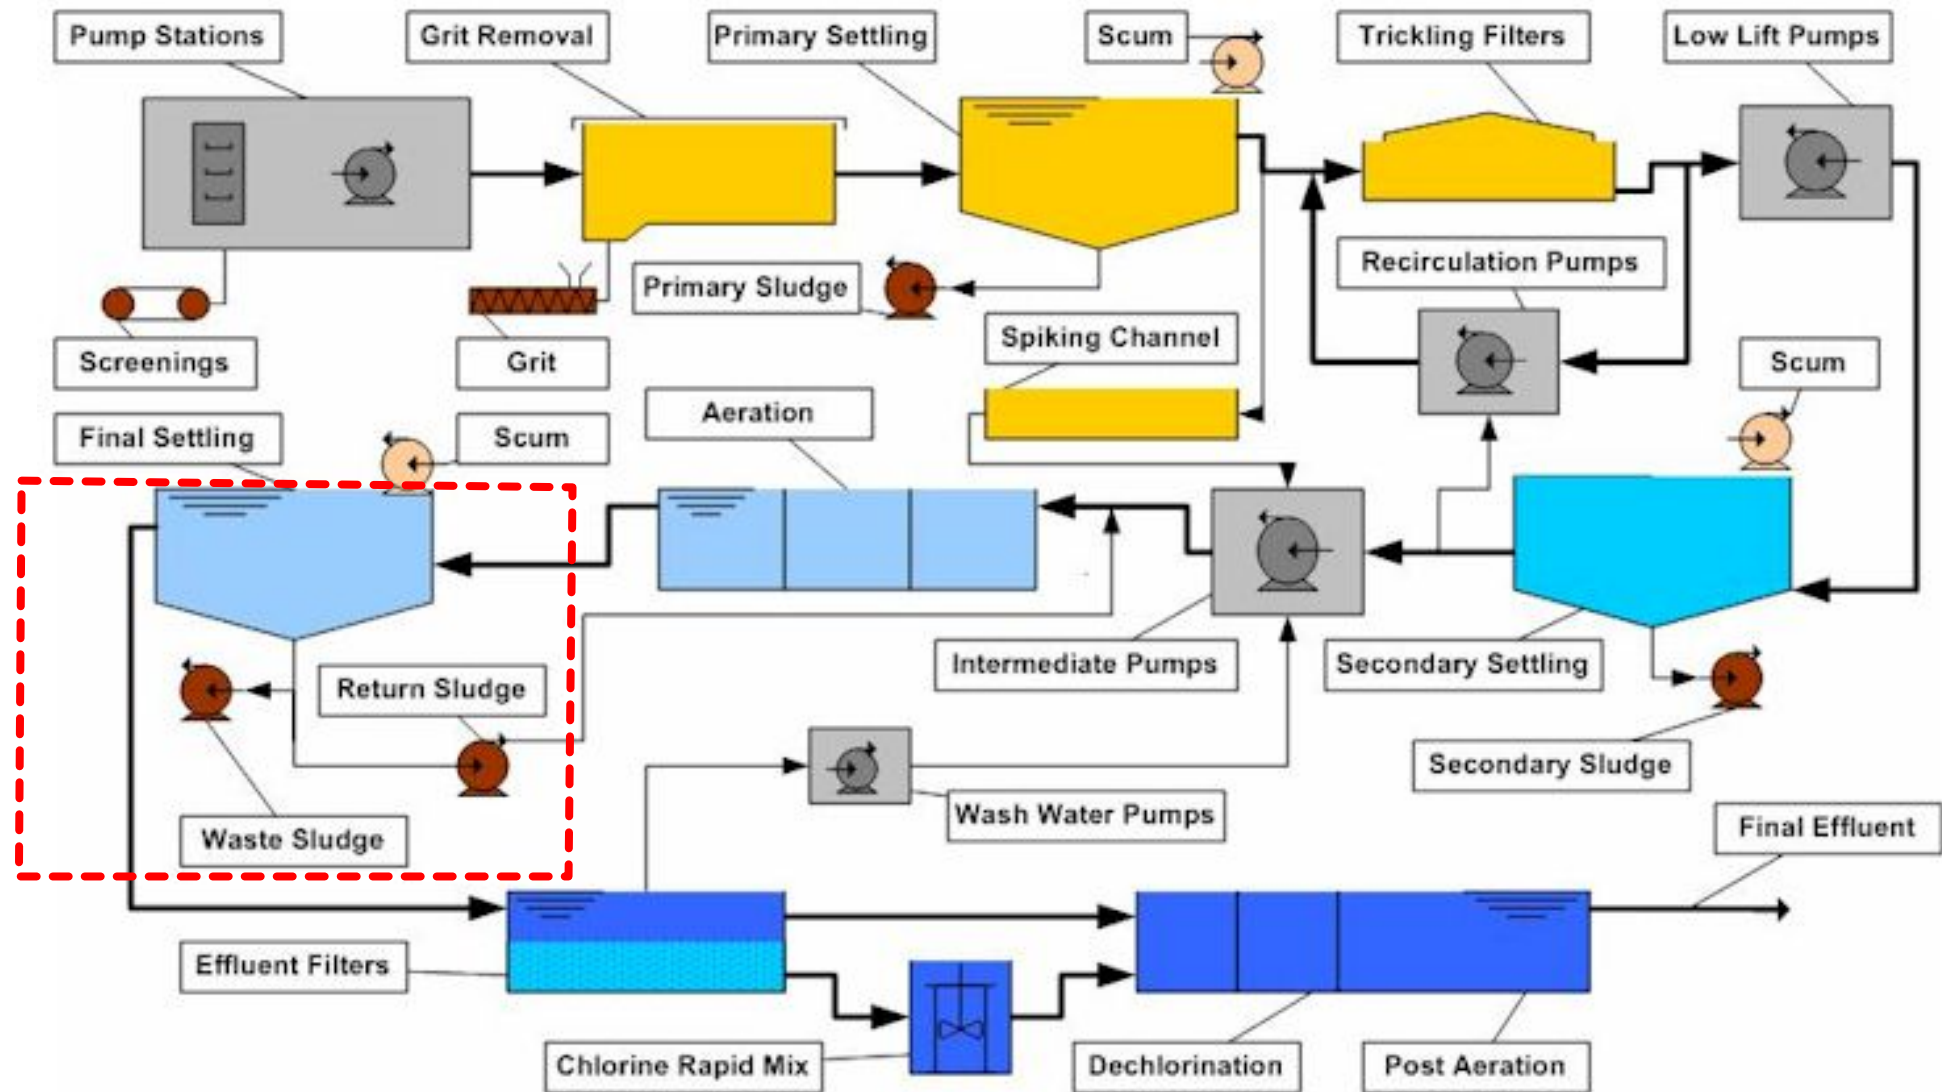 Pump Stations
Grit Removal
Primary Settling
Scum
Trickling Filters
Low Lift Pumps
Recirculation Pumps
Primary Sludge
Spiking Channel
Screenings
Grit
Scum
Aeration
Final Settling
Scum
Intermediate Pumps
Secondary Settling
Return Sludge
Secondary Sludge
Wash Water Pumps
Final Effluent
Waste Sludge
Effluent Filters
Chlorine Rapid Mix
Dechlorination
Post Aeration